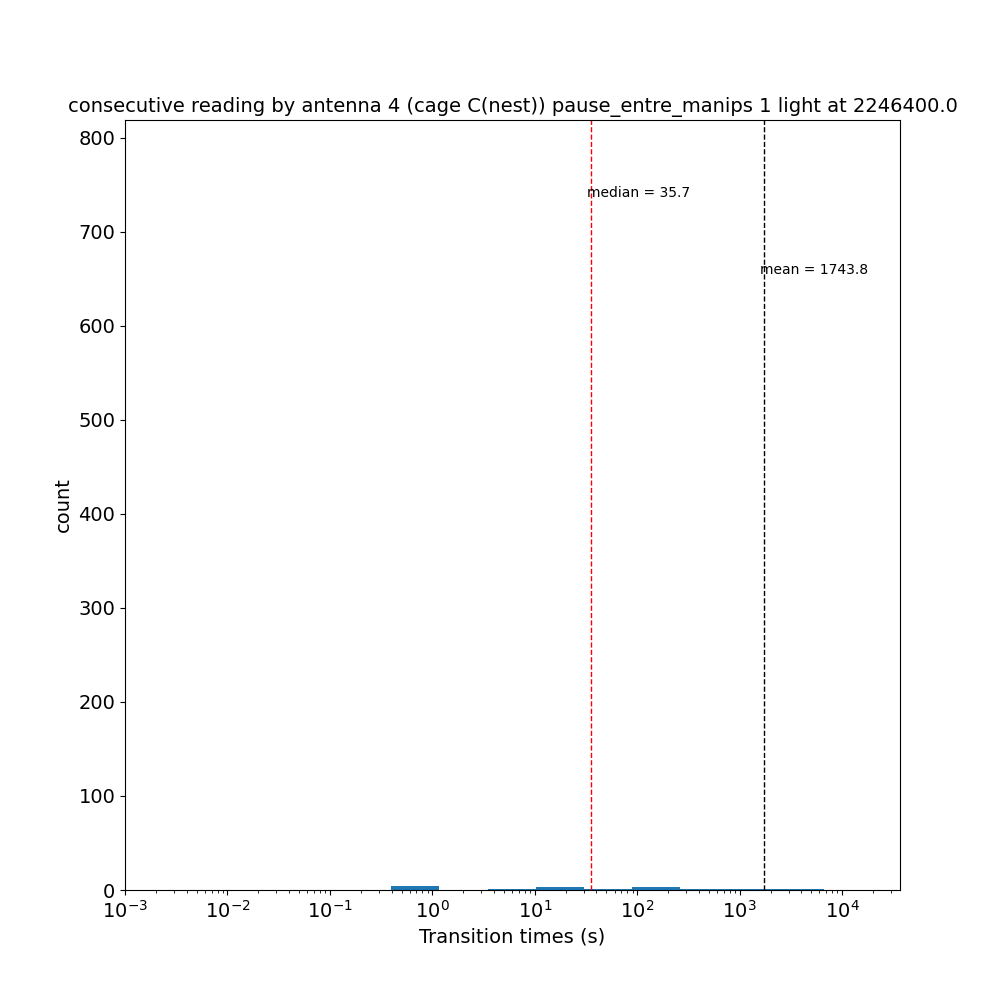 consecutive reading by antenna 4 (cage C(nest)) pause_entre_manips 1 light at 2246400.0
800
700
600
500
400
300
200
100
0
count
median = 35.7
mean = 1743.8
10⁻³ 10⁻² 10⁻¹ 10⁰ 10¹ 10² 10³ 10⁴
Transition times (s)